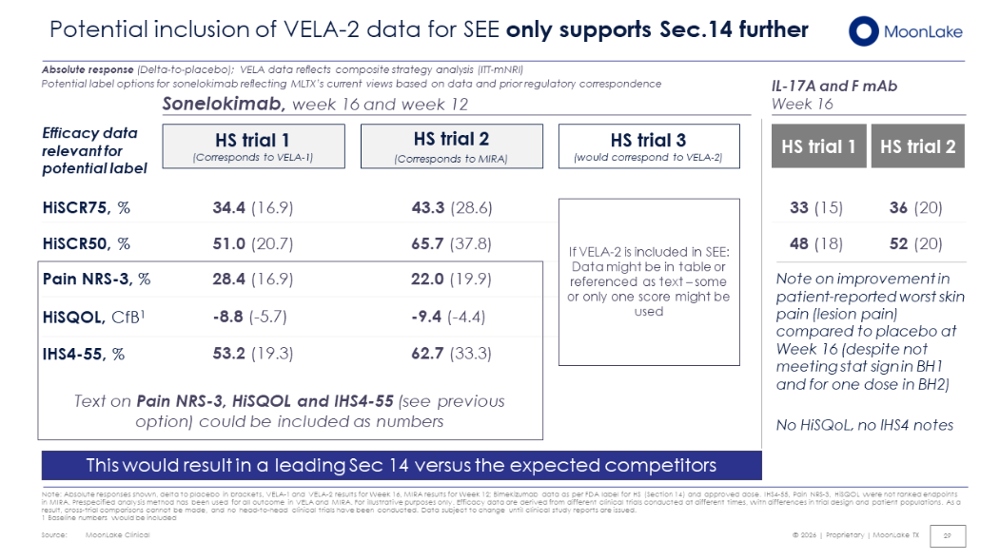 Potential inclusion of VELA-2 data for SEE only supports Sec.14 further
MoonLake
Absolute response (Delta-to-placebo); VELA data reflects composite strategy analysis (ITT-mNRI)
Potential label options for sonelokimab reflecting MLTX's current views based on data and prior regulatory correspondence
Sonelokimab, week 16 and week 12
IL-17A and F mAb
Week 16
Efficacy data
relevant for
potential label
HS trial 1
(Corresponds to VELA-1)
HS trial 2
(Corresponds to MIRA)
HS trial 3
(would correspond to VELA-2)
HS trial 1
HS trial 2
HiSCR75, % 34.4 (16.9) 43.3 (28.6) 33 (15) 36 (20)
HiSCR50, % 51.0 (20.7) 65.7 (37.8) 48 (18) 52 (20)
Pain NRS-3, % 28.4 (16.9) 22.0 (19.9)
HiSQOL, CfB1 -8.8 (-5.7) -9.4 (-4.4)
IHS4-55, % 53.2 (19.3) 62.7 (33.3)
If VELA-2 is included in SEE:
Data might be in table or
referenced as text – some
or only one score might be
used
Text on Pain NRS-3, HiSQOL and IHS4-55 (see previous
option) could be included as numbers
Note on improvement in
patient-reported worst skin
pain (lesion pain)
compared to placebo at
Week 16 (despite not
meeting stat sign in BH1
and for one dose in BH2)
No HiSQoL, no IHS4 notes
This would result in a leading Sec 14 versus the expected competitors
Note: Absolute responses shown, delta to placebo in brackets, VELA-1 and VELA-2 results for Week 16, MIRA results for Week 12; Bimekizumab data as per FDA label for HS (Section 14) and approved dose. IHS4-55, Pain NRS-3, HiSQOL were not ranked endpoints
in MIRA. Prespecified analysis method has been used for all outcome in VELA and MIRA. For illustrative purposes only. Efficacy data are derived from different clinical trials conducted at different times, with differences in trial design and patient populations. As a
result, cross-trial comparisons cannot be made, and no head-to-head clinical trials have been conducted. Data subject to change until clinical study reports are issued.
1 Baseline numbers would be included
Source: MoonLake Clinical
© 2026 | Proprietary | MoonLake TX
29